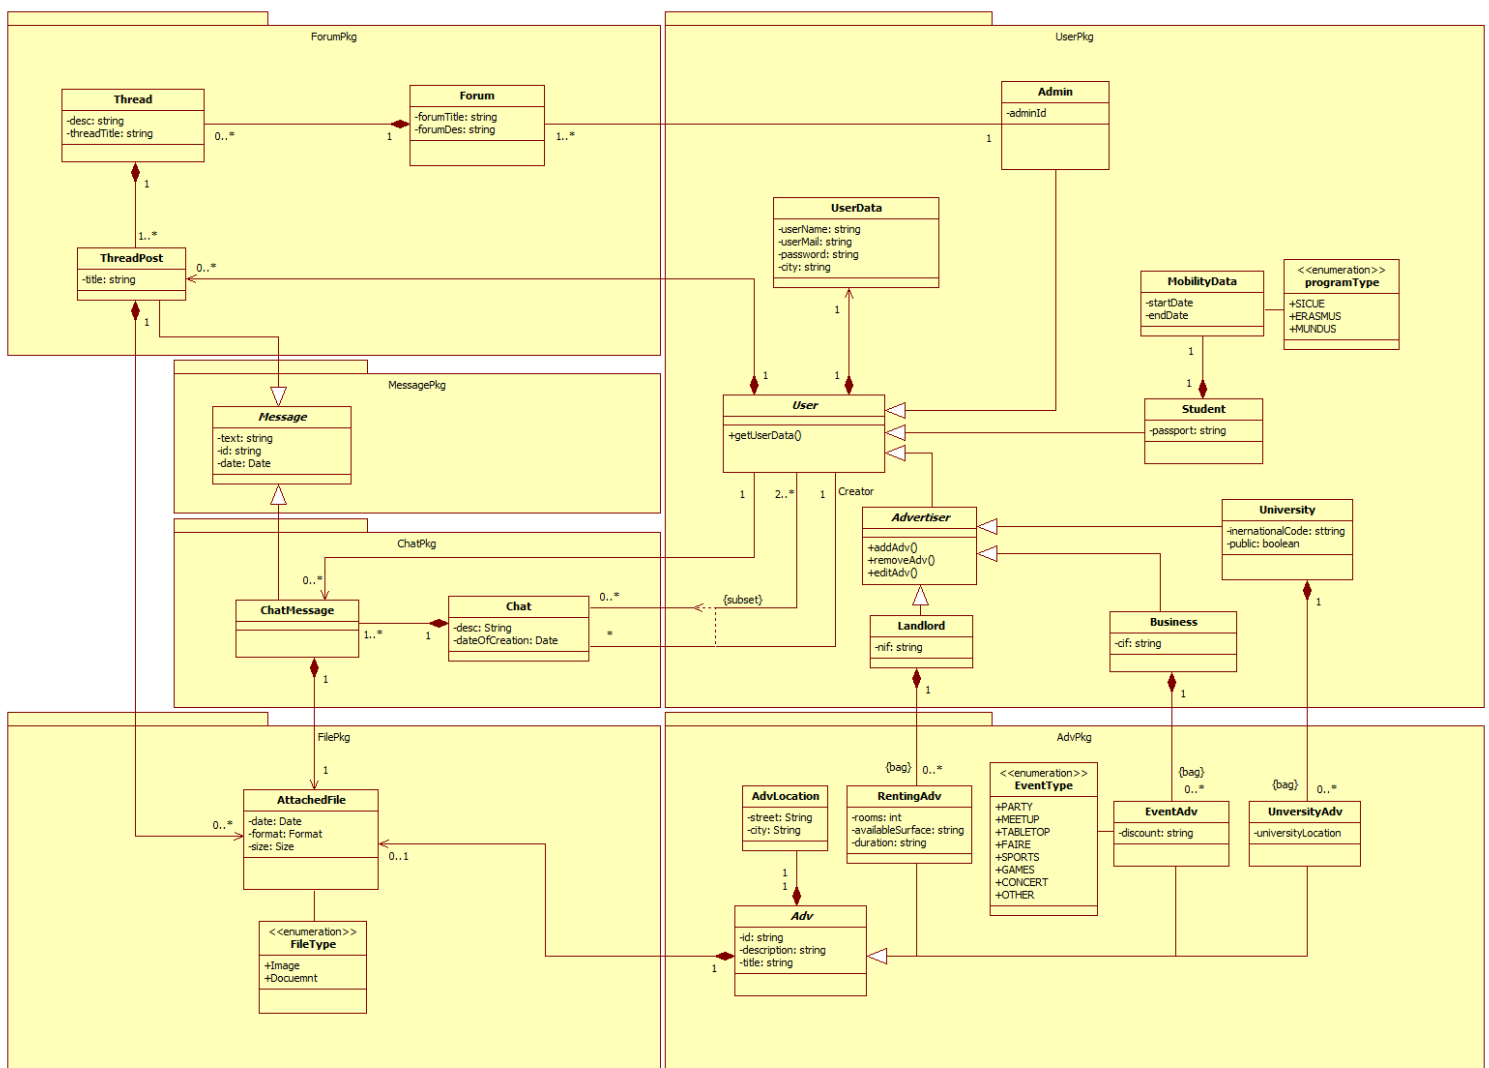 ForumPkg
Thread
-desc: string
-threadTitle: string
0..*
1
Forum
-forumTitle: string
-forumDes: string
1..*
1
1
1..*
ThreadPost
-title: string
0..*
1
UserPkg
Admin
-adminId
UserData
-userName: string
-userMail: string
-password: string
-city: string
1
1
1
MobilityData
-startDate
-endDate
<<enumeration>>
programType
+SICUE
+ERASMUS
+MUNDUS
1
1
Student
-passport: string
User
+getUserData()
1
2..*
1
Creator
Advertiser
+addAdv()
+removeAdv()
+editAdv()
University
-inernationalCode: sttring
-public: boolean
1
Landlord
-nif: string
1
Business
-cif: string
1
MessagePkg
Message
-text: string
-id: string
-date: Date
ChatPkg
0..*
ChatMessage
1..*
1
Chat
-desc: String
-dateOfCreation: Date
0..*
{subset}
*
1
FilePkg
1
AttachedFile
-date: Date
-format: Format
-size: Size
0..*
0..1
<<enumeration>>
FileType
+Image
+Docuemnt
AdvPkg
{bag}
0..*
{bag}
0..*
{bag}
0..*
AdvLocation
-street: String
-city: String
1
1
RentingAdv
-rooms: int
-availableSurface: string
-duration: string
<<enumeration>>
EventType
+PARTY
+MEETUP
+TABLETOP
+FAIRE
+SPORTS
+GAMES
+CONCERT
+OTHER
EventAdv
-discount: string
UnversityAdv
-universityLocation
Adv
-id: string
-description: string
-title: string
1